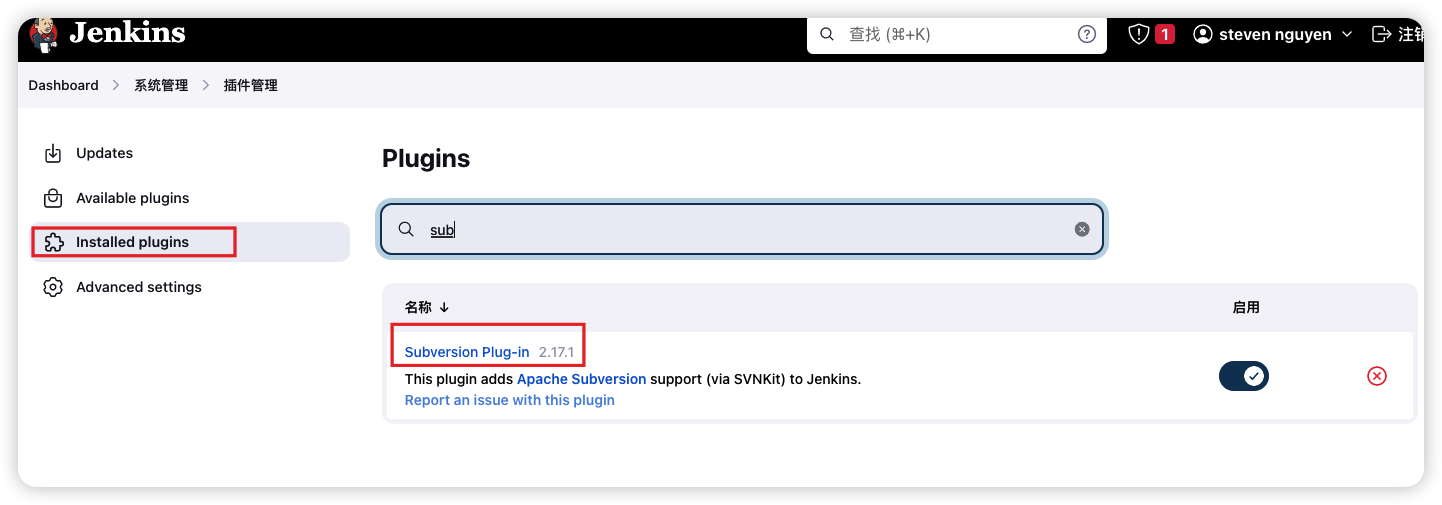 Jenkins
查找 (⌘+K)
1
steven nguyen
注销
Dashboard
系统管理
插件管理
Updates
Available plugins
Installed plugins
Advanced settings
Plugins
sub
名称 ↓
启用
Subversion Plug-in 2.17.1
This plugin adds Apache Subversion support (via SVNKit) to Jenkins.
Report an issue with this plugin